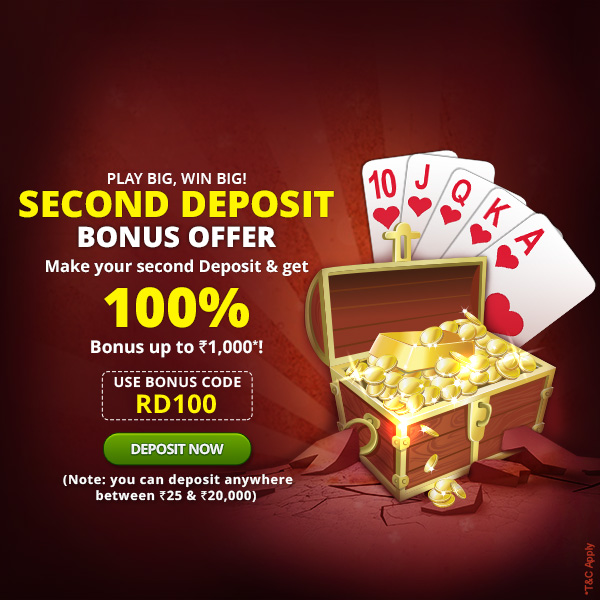 PLAY BIG, WIN BIG!
SECOND DEPOSIT
BONUS OFFER
Make your second Deposit & get
100%
Bonus up to ₹1,000*!
USE BONUS CODE
RD100
DEPOSIT NOW
(Note: you can deposit anywhere
between ₹25 & ₹20,000)
10
J
Q
K
A
*T&C Apply